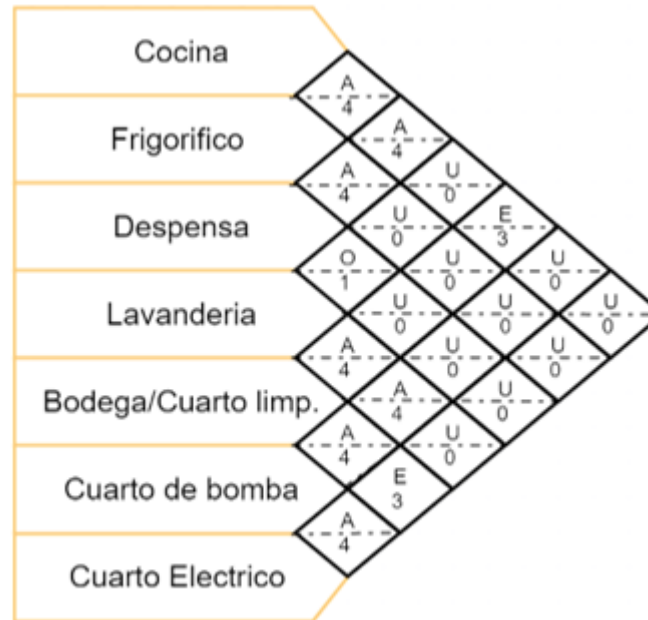 Cocina
A
4
Frigorifico
A
4
A
4
U
0
Despensa
U
0
E
3
O
1
U
0
U
0
Lavanderia
U
0
U
0
U
0
A
4
U
0
U
0
Bodega/Cuarto limp.
A
4
U
0
A
4
U
0
Cuarto de bomba
E
3
A
4
Cuarto Electrico